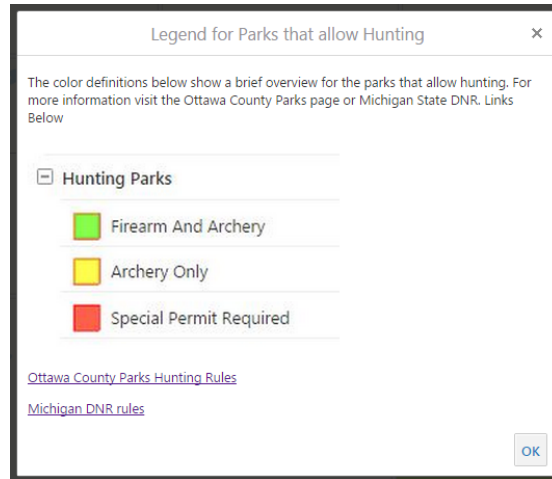 Legend for Parks that allow Hunting
The color definitions below show a brief overview for the parks that allow hunting. For
more information visit the Ottawa County Parks page or Michigan State DNR. Links
Below
Hunting Parks
Firearm And Archery
Archery Only
Special Permit Required
Ottawa County Parks Hunting Rules
Michigan DNR rules
OK